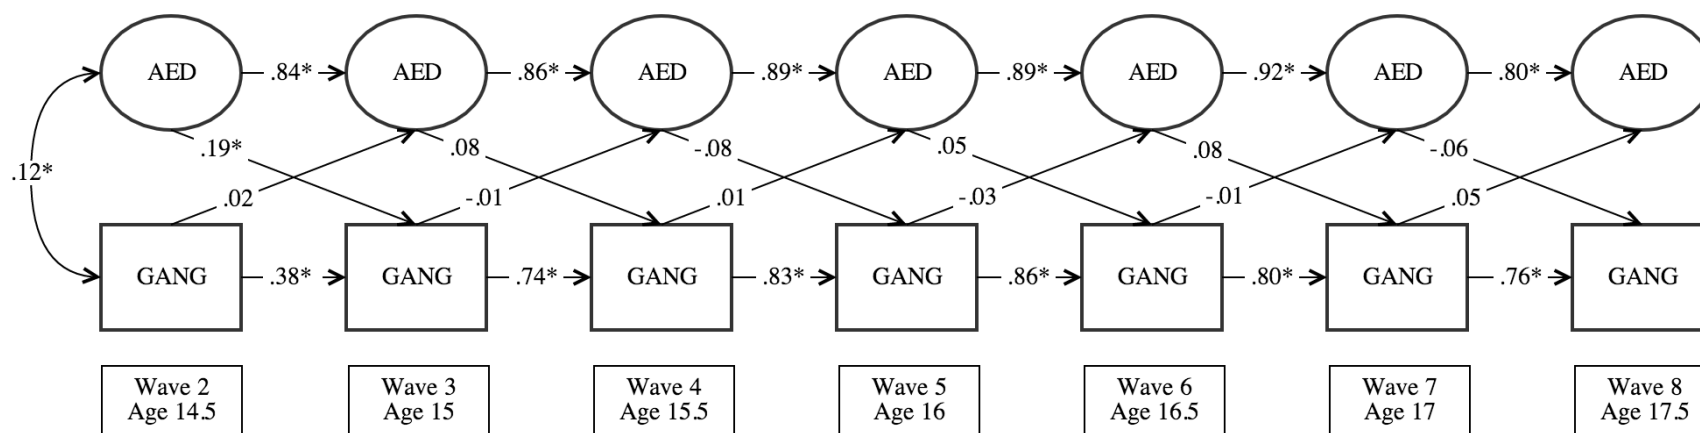 AED .84* AED .86* AED .89* AED .89* AED .92* AED .80* AED
.19* .08 -.08 .05 .08 -.06
.12*
.02 -.01 .01 -.03 -.01 .05
GANG .38* GANG .74* GANG .83* GANG .86* GANG .80* GANG .76* GANG
Wave 2
Age 14.5
Wave 3
Age 15
Wave 4
Age 15.5
Wave 5
Age 16
Wave 6
Age 16.5
Wave 7
Age 17
Wave 8
Age 17.5